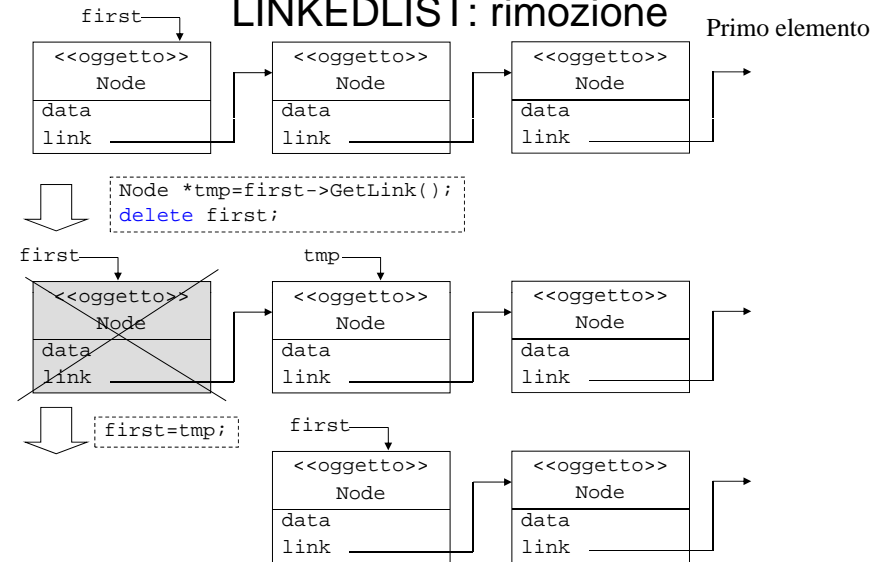 LINKEDLIST: rimozione
Primo elemento
first
<<oggetto>> <<oggetto>> <<oggetto>>
Node Node Node
data data data
link link link
Node *tmp=first->GetLink();
delete first;
first tmp
<<oggetto>> <<oggetto>> <<oggetto>>
Node Node Node
data data data
link link link
first=tmp;
first
<<oggetto>> <<oggetto>>
Node Node
data data
link link